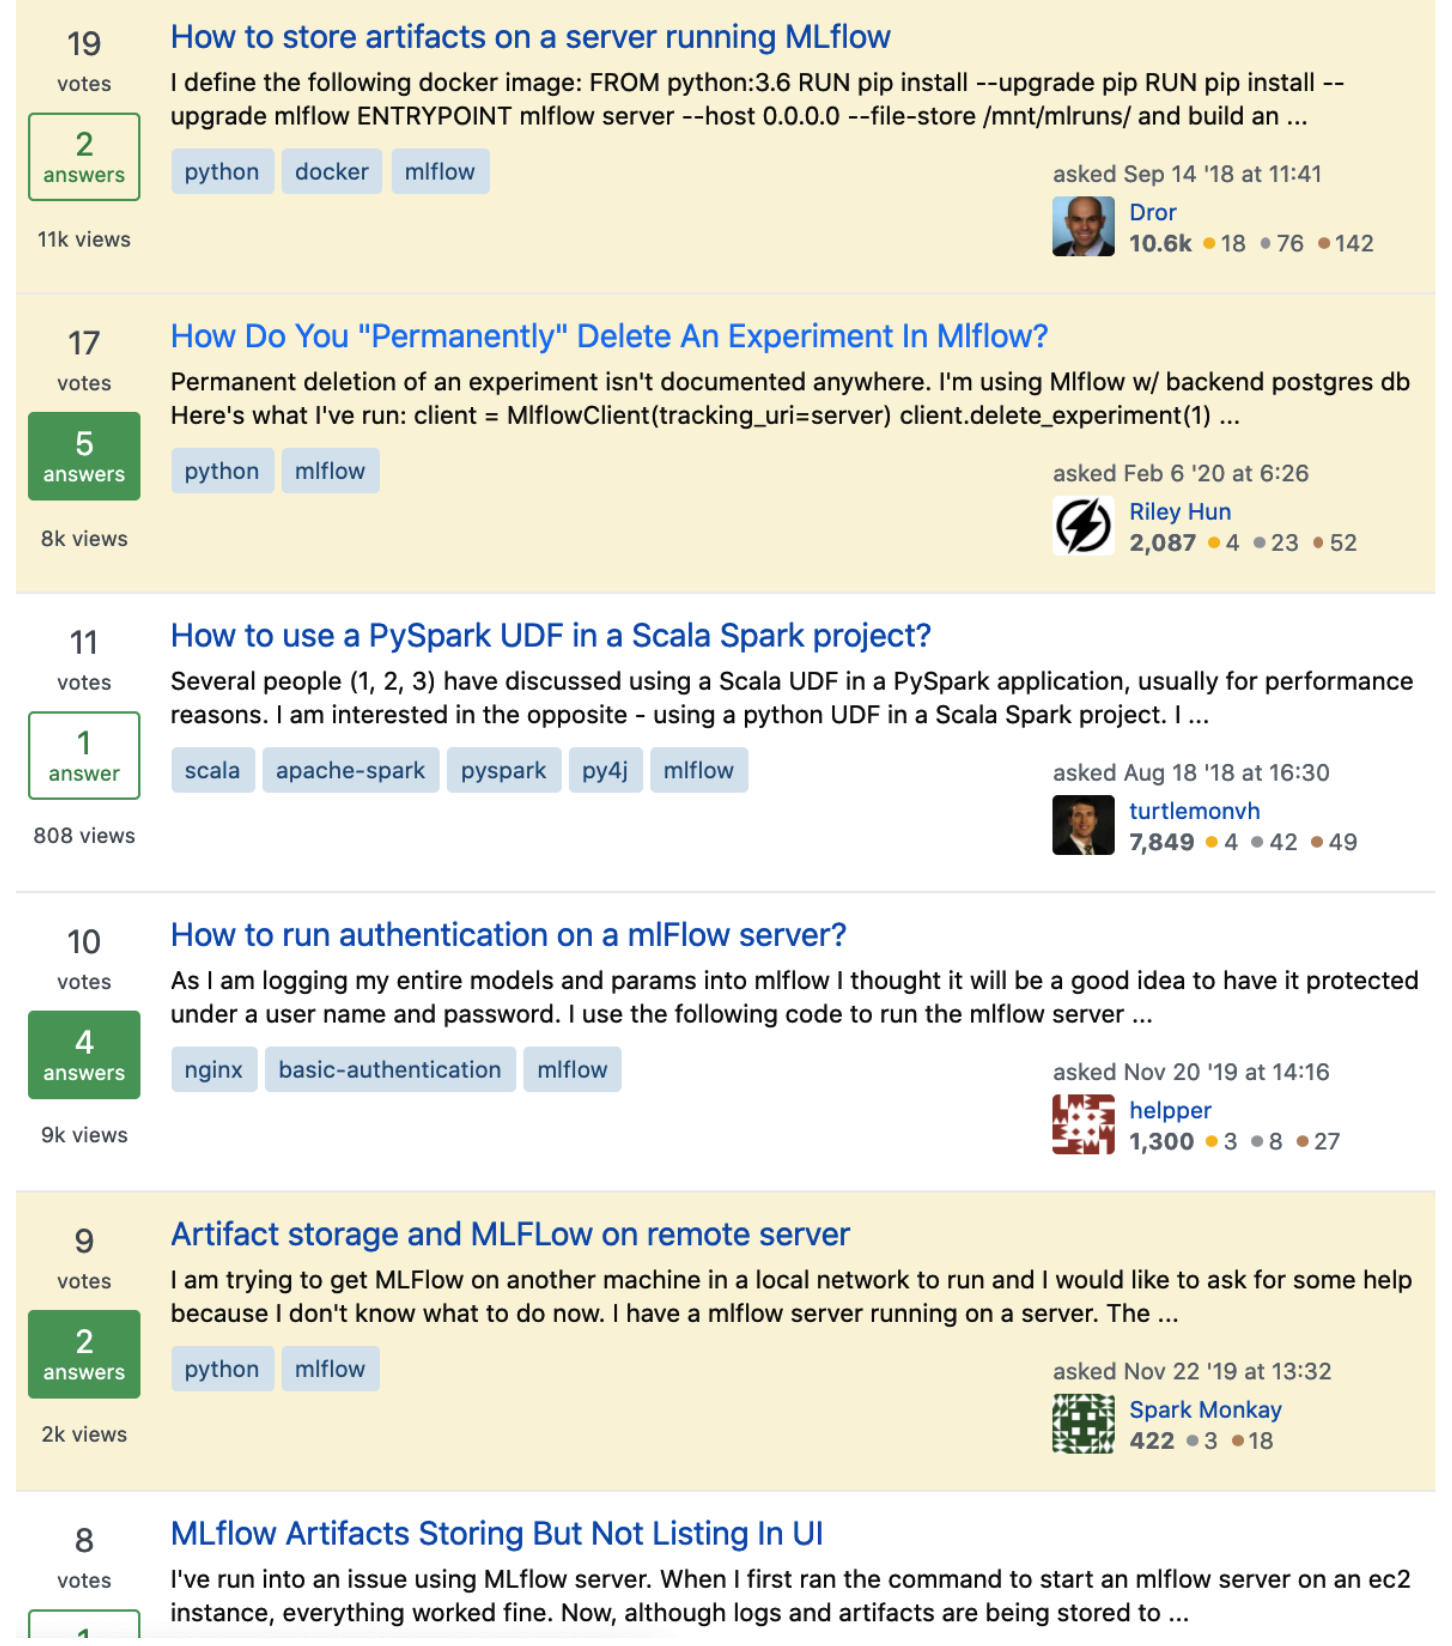 19
votes
2
answers
11k views
How to store artifacts on a server running MLflow
I define the following docker image: FROM python:3.6 RUN pip install --upgrade pip RUN pip install --
upgrade mlflow ENTRYPOINT mlflow server --host 0.0.0.0 --file-store /mnt/mlruns/ and build an ...
python docker mlflow
asked Sep 14 '18 at 11:41
Dror
10.6k 18 76 142
17
votes
5
answers
8k views
How Do You "Permanently" Delete An Experiment In Mlflow?
Permanent deletion of an experiment isn't documented anywhere. I'm using Mlflow w/ backend postgres db
Here's what I've run: client = MlflowClient(tracking_uri=server) client.delete_experiment(1) ...
python mlflow
asked Feb 6 '20 at 6:26
Riley Hun
2,087 4 23 52
11
votes
1
answer
808 views
How to use a PySpark UDF in a Scala Spark project?
Several people (1, 2, 3) have discussed using a Scala UDF in a PySpark application, usually for performance
reasons. I am interested in the opposite - using a python UDF in a Scala Spark project. I ...
scala apache-spark pyspark py4j mlflow
asked Aug 18 '18 at 16:30
turtlemonvh
7,849 4 42 49
10
votes
4
answers
9k views
How to run authentication on a mlFlow server?
As I am logging my entire models and params into mlflow I thought it will be a good idea to have it protected
under a user name and password. I use the following code to run the mlflow server ...
nginx basic-authentication mlflow
asked Nov 20 '19 at 14:16
helpper
1,300 3 8 27
9
votes
2
answers
2k views
Artifact storage and MLFLow on remote server
I am trying to get MLFlow on another machine in a local network to run and I would like to ask for some help
because I don't know what to do now. I have a mlflow server running on a server. The ...
python mlflow
asked Nov 22 '19 at 13:32
Spark Monkay
422 3 18
8
votes
1
MLflow Artifacts Storing But Not Listing In UI
I've run into an issue using MLflow server. When I first ran the command to start an mlflow server on an ec2
instance, everything worked fine. Now, although logs and artifacts are being stored to ...